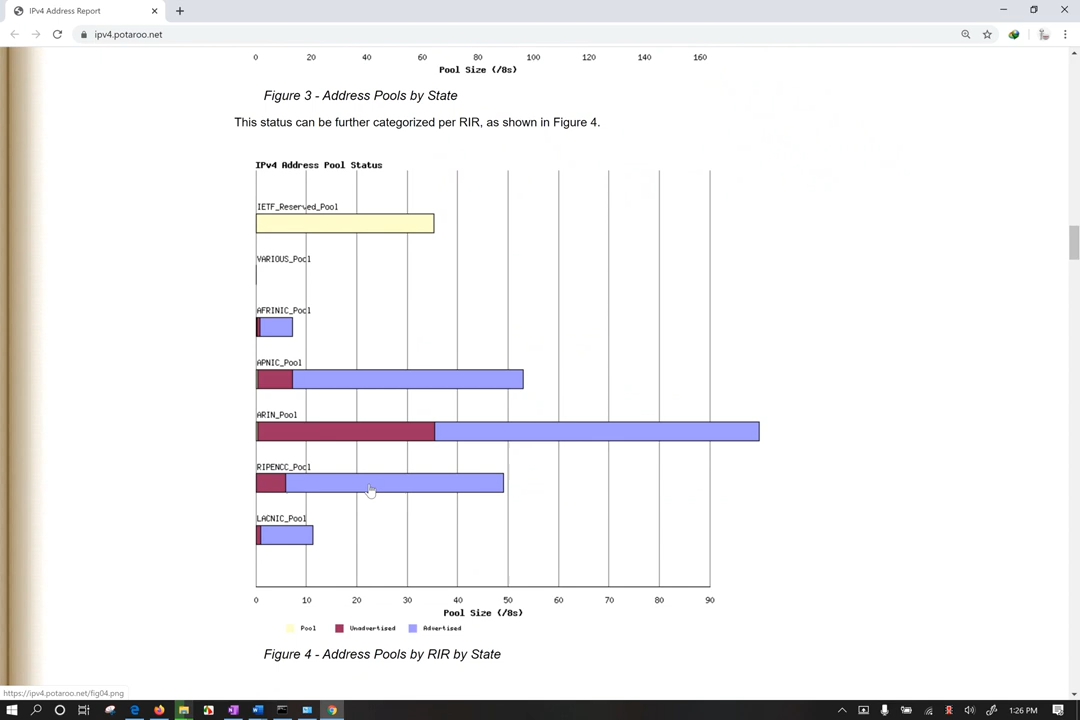 IPv4 Address Report
ipv4.potaroo.net
0 20 40 60 80 100 120 140 160
Pool Size (/8s)
Figure 3 - Address Pools by State
This status can be further categorized per RIR, as shown in Figure 4.
IPv4 Address Pool Status
IETF_Reserved_Pool
VARIOUS_Pool
AFRINIC_Pool
APNIC_Pool
ARIN_Pool
RIPENCC_Pool
LACNIC_Pool
0 10 20 30 40 50 60 70 80 90
Pool Size (/8s)
Pool Unadvertised Advertised
Figure 4 - Address Pools by RIR by State
https://ipv4.potaroo.net/fig04.png
1:26 PM